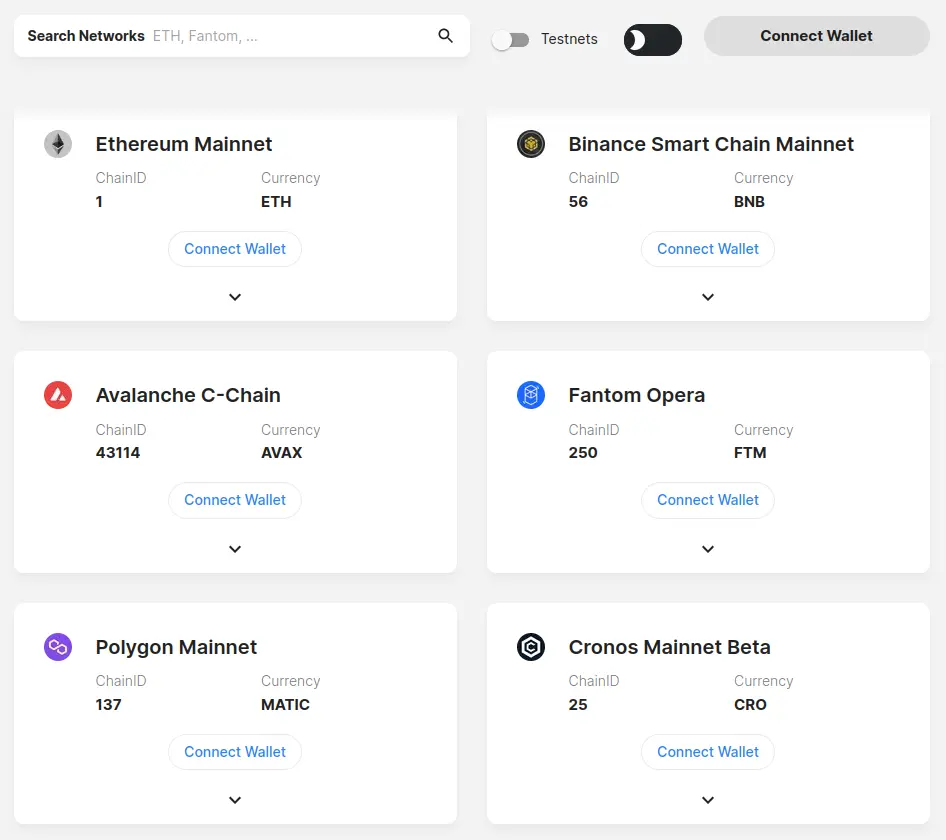 Search Networks ETH, Fantom, ...
Testnets
Connect Wallet
Ethereum Mainnet
ChainID Currency
1 ETH
Connect Wallet
Binance Smart Chain Mainnet
ChainID Currency
56 BNB
Connect Wallet
Avalanche C-Chain
ChainID Currency
43114 AVAX
Connect Wallet
Fantom Opera
ChainID Currency
250 FTM
Connect Wallet
Polygon Mainnet
ChainID Currency
137 MATIC
Connect Wallet
Cronos Mainnet Beta
ChainID Currency
25 CRO
Connect Wallet